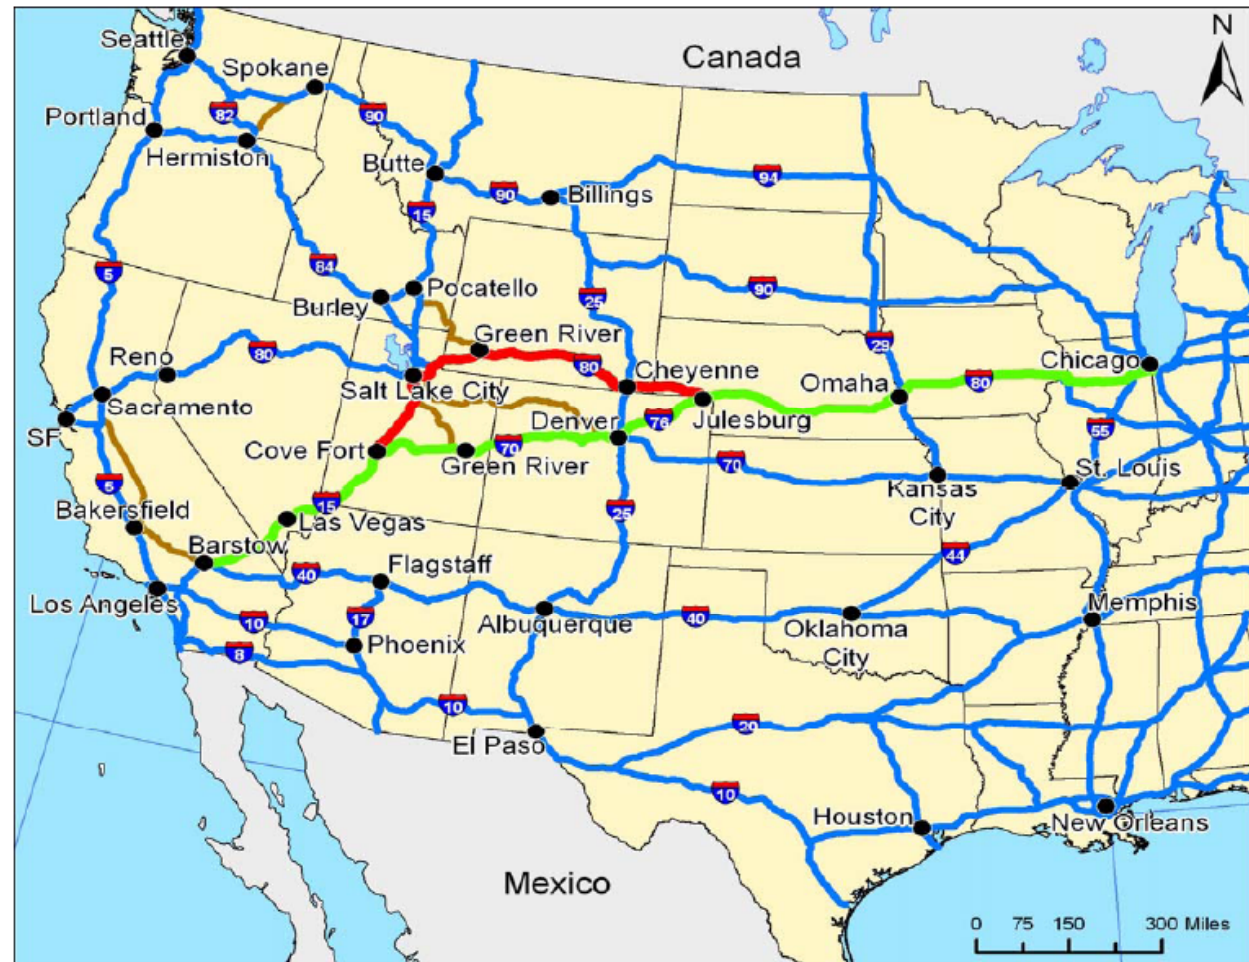 Canada
N
Seattle
Spokane
82
90
Portland
Hermiston
Butte
90
Billings
94
15
5
84
Burley
Pocatello
25
90
Green River
29
Reno
80
80
Cheyenne
Chicago
Salt Lake City
Omaha
80
Sacramento
SF
Denver
76
Julesburg
55
Cove Fort
70
Green River
70
St. Louis
Kansas
City
5
15
25
Bakersfield
Las Vegas
Barstow
44
40
Flagstaff
Los Angeles
10
17
Albuquerque
40
Oklahoma
City
Memphis
8
Phoenix
10
El Paso
20
10
Houston
New Orleans
Mexico
0 75 150 300 Miles